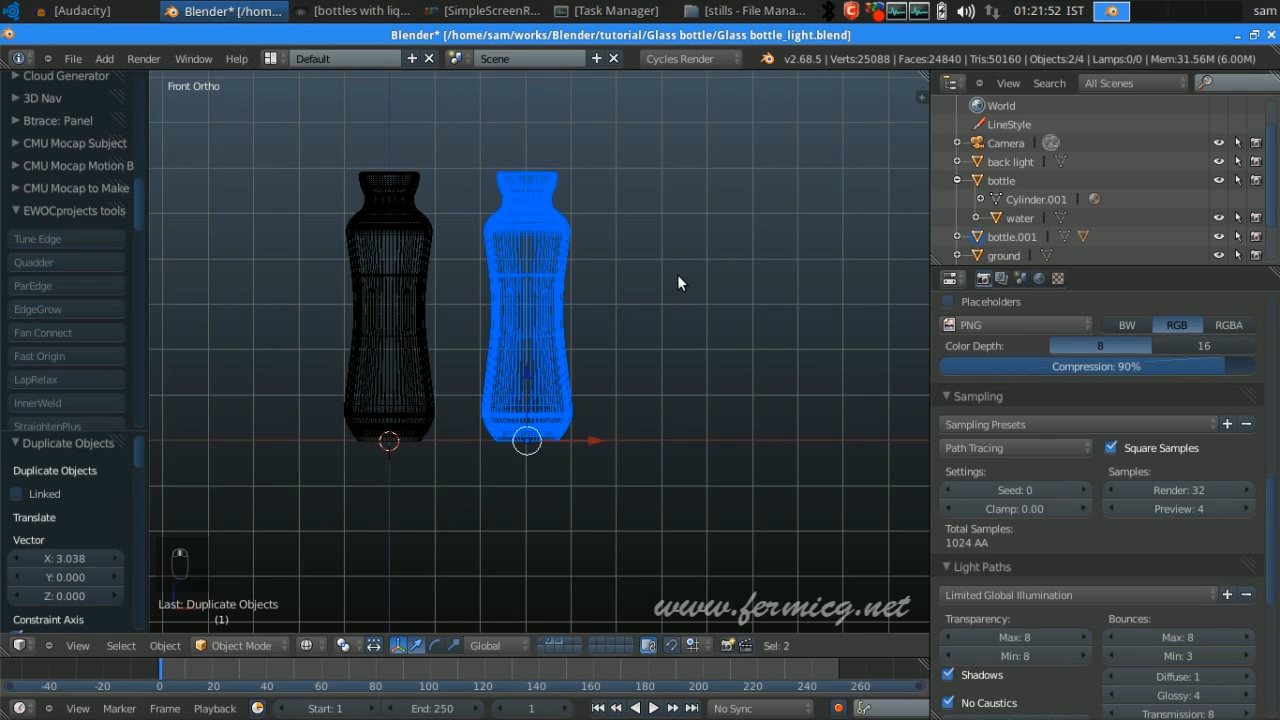 [Audacity]
Blender* [/hom...
[bottles with liq...
[SimpleScreenR...
[Task Manager]
[stills - File Mana...
01:21:52 IST
sam
Blender* [/home/sam/works/Blender/tutorial/Glass bottle/Glass bottle_light.blend]
File Add Render Window Help
Default
Scene
Cycles Render
v2.68.5 | Verts:25088 | Faces:24840 | Tris:50160 | Objects:2/4 | Lamps:0/0 | Mem:31.56M (6.00M)
Cloud Generator
3D Nav
Btrace: Panel
CMU Mocap Subject
CMU Mocap Motion B
CMU Mocap to Make
EWOCprojects tools
Tune Edge
Quadder
ParEdge
EdgeGrow
Fan Connect
Fast Origin
LapRelax
InnerWeld
StraightenPlus
Duplicate Objects
Duplicate Objects
Linked
Translate
Vector
X: 3.038
Y: 0.000
Z: 0.000
Constraint Axis
Front Ortho
Last: Duplicate Objects
(1)
www.fermicg.net
View Search All Scenes
World
LineStyle
Camera
back light
bottle
Cylinder.001
water
bottle.001
ground
Placeholders
PNG BW RGB RGBA
Color Depth: 8 16
Compression: 90%
Sampling
Sampling Presets
Path Tracing Square Samples
Settings: Samples:
Seed: 0 Render: 32
Clamp: 0.00 Preview: 4
Total Samples:
1024 AA
Light Paths
Limited Global Illumination
Transparency: Bounces:
Max: 8 Max: 8
Min: 8 Min: 3
Shadows Diffuse: 1
No Caustics Glossy: 4
Transmission: 8
View Select Object Object Mode Global Sel: 2
-40 -20 0 20 40 60 80 100 120 140 160 180 200 220 240 260
View Marker Frame Playback Start: 1 End: 250 1 No Sync